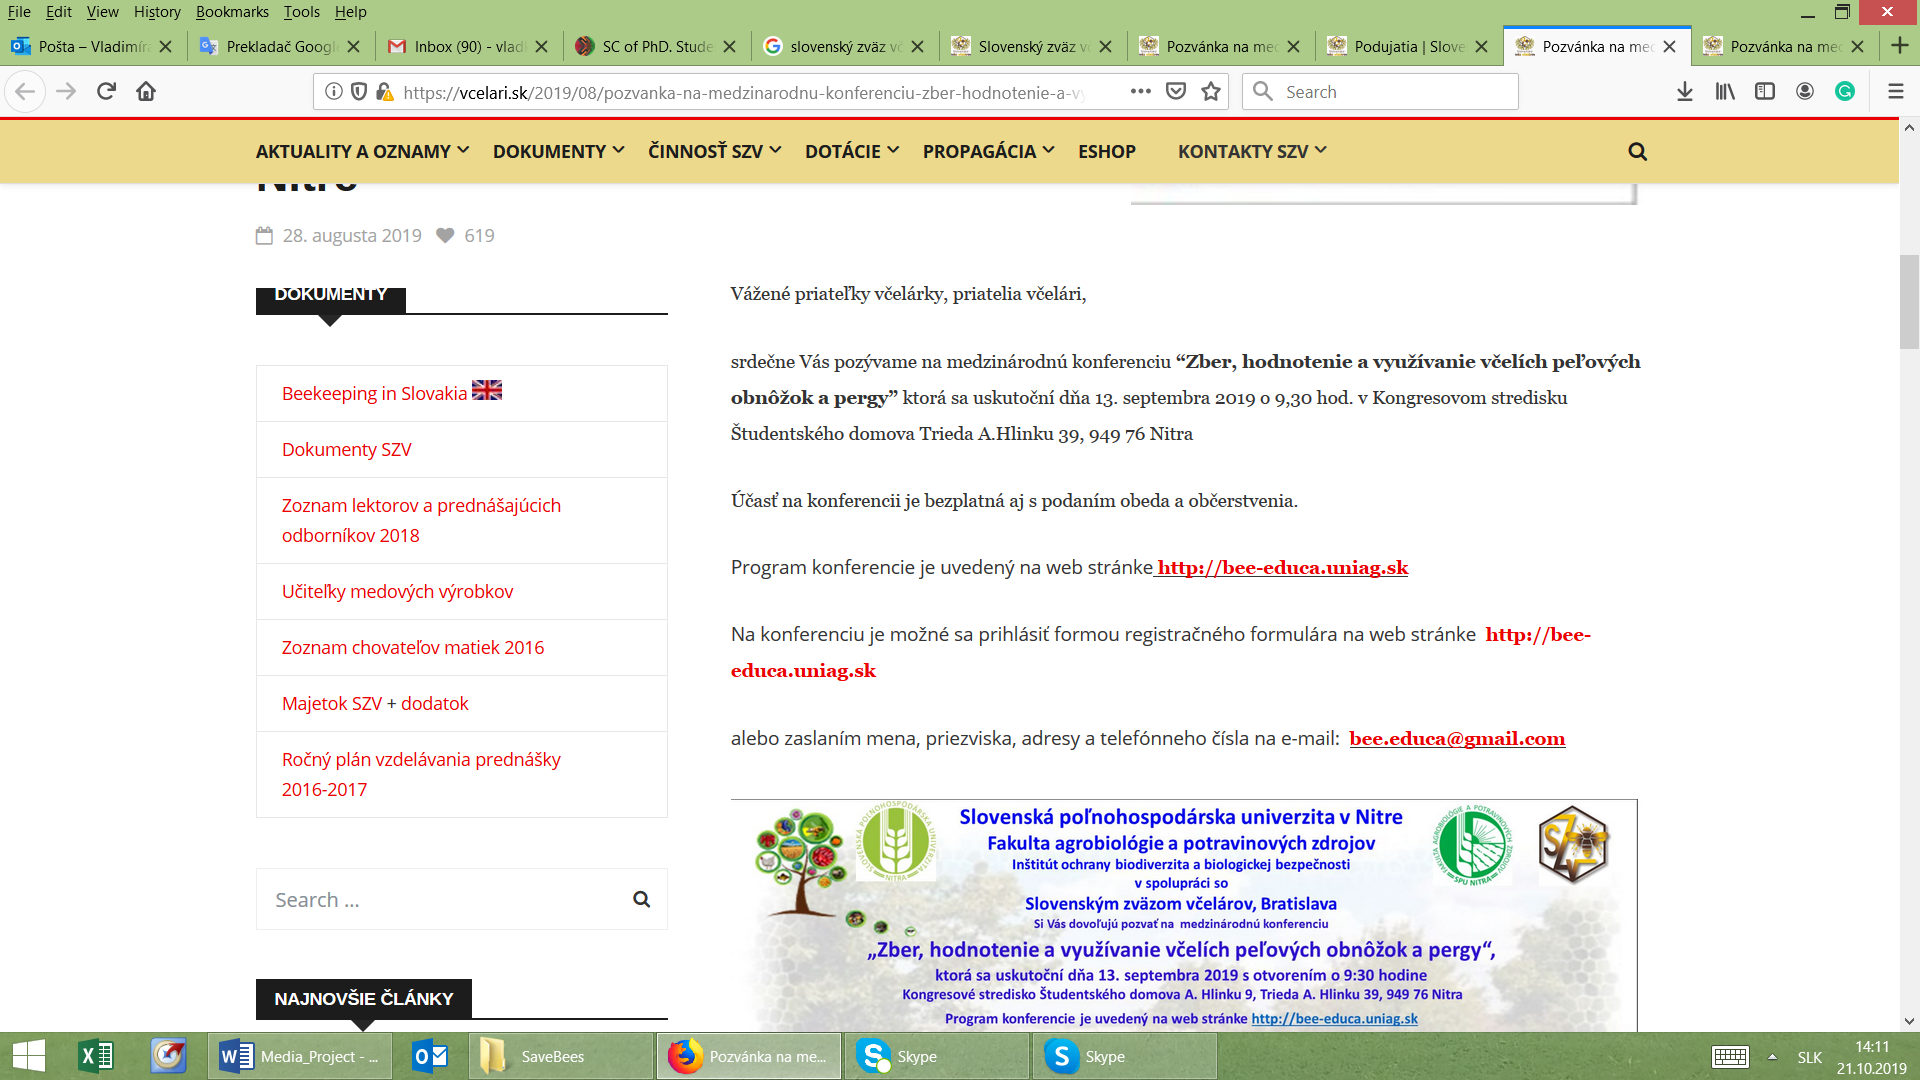 File Edit View History Bookmarks Tools Help
Pošta – Vladimír
Prekladač Googl
Inbox (90) - vlad
SC of PhD. Stude
slovenský zväz vč
Slovenský zväz v
Pozvánka na me
Podujatia | Slove
Pozvánka na me
Pozvánka na me
https://vcelari.sk/2019/08/pozvanka-na-medzinarodnu-konferenciu-zber-hodnotenie-a-vy
Search
AKTUALITY A OZNAMY DOKUMENTY ČINNOSŤ SZV DOTÁCIE PROPAGÁCIA ESHOP KONTAKTY SZV
Nitre
28. augusta 2019 619
DOKUMENTY
Beekeeping in Slovakia
Dokumenty SZV
Zoznam lektorov a prednášajúcich
odborníkov 2018
Učiteľky medových výrobkov
Zoznam chovateľov matiek 2016
Majetok SZV + dodatok
Ročný plán vzdelávania prednášky
2016-2017
Search ...
NAJNOVŠIE ČLÁNKY
Vážené priateľky včelárky, priatelia včelári,
srdečne Vás pozývame na medzinárodnú konferenciu “Zber, hodnotenie a využívanie včelích peľových
obnôžok a pergy” ktorá sa uskutoční dňa 13. septembra 2019 o 9,30 hod. v Kongresovom stredisku
Študentského domova Trieda A.Hlinku 39, 949 76 Nitra
Účasť na konferencii je bezplatná aj s podaním obeda a občerstvenia.
Program konferencie je uvedený na web stránke http://bee-educa.uniag.sk
Na konferenciu je možné sa prihlásiť formou registračného formulára na web stránke http://bee-
educa.uniag.sk
alebo zaslaním mena, priezviska, adresy a telefónneho čísla na e-mail: bee.educa@gmail.com
Slovenská poľnohospodárska univerzita v Nitre
Fakulta agrobiológie a potravinových zdrojov
Inštitút ochrany biodiverzita a biologickej bezpečnosti
v spolupráci so
Slovenským zväzom včelárov, Bratislava
Si Vás dovoľujú pozvať na medzinárodnú konferenciu
„Zber, hodnotenie a využívanie včelích peľových obnôžok a pergy“,
ktorá sa uskutoční dňa 13. septembra 2019 s otvorením o 9:30 hodine
Kongresové stredisko Študentského domova A. Hlinku 9, Trieda A. Hlinku 39, 949 76 Nitra
Program konferencie je uvedený na web stránke http://bee-educa.uniag.sk
SPU NITRA
Media_Project - ...
SaveBees
Pozvánka na me...
Skype
Skype
SLK
14:11
21.10.2019